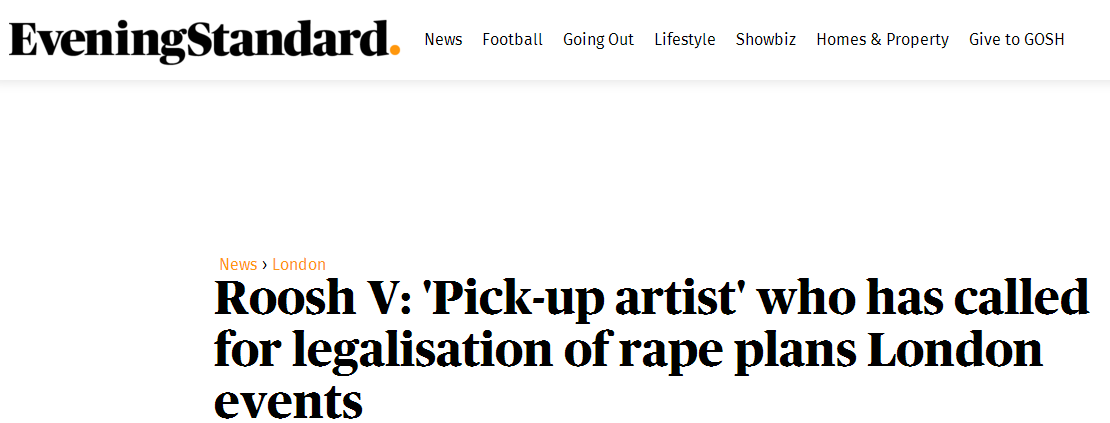 EveningStandard. News Football Going Out Lifestyle Showbiz Homes & Property Give to GOSH
News › London
Roosh V: 'Pick-up artist' who has called
for legalisation of rape plans London
events